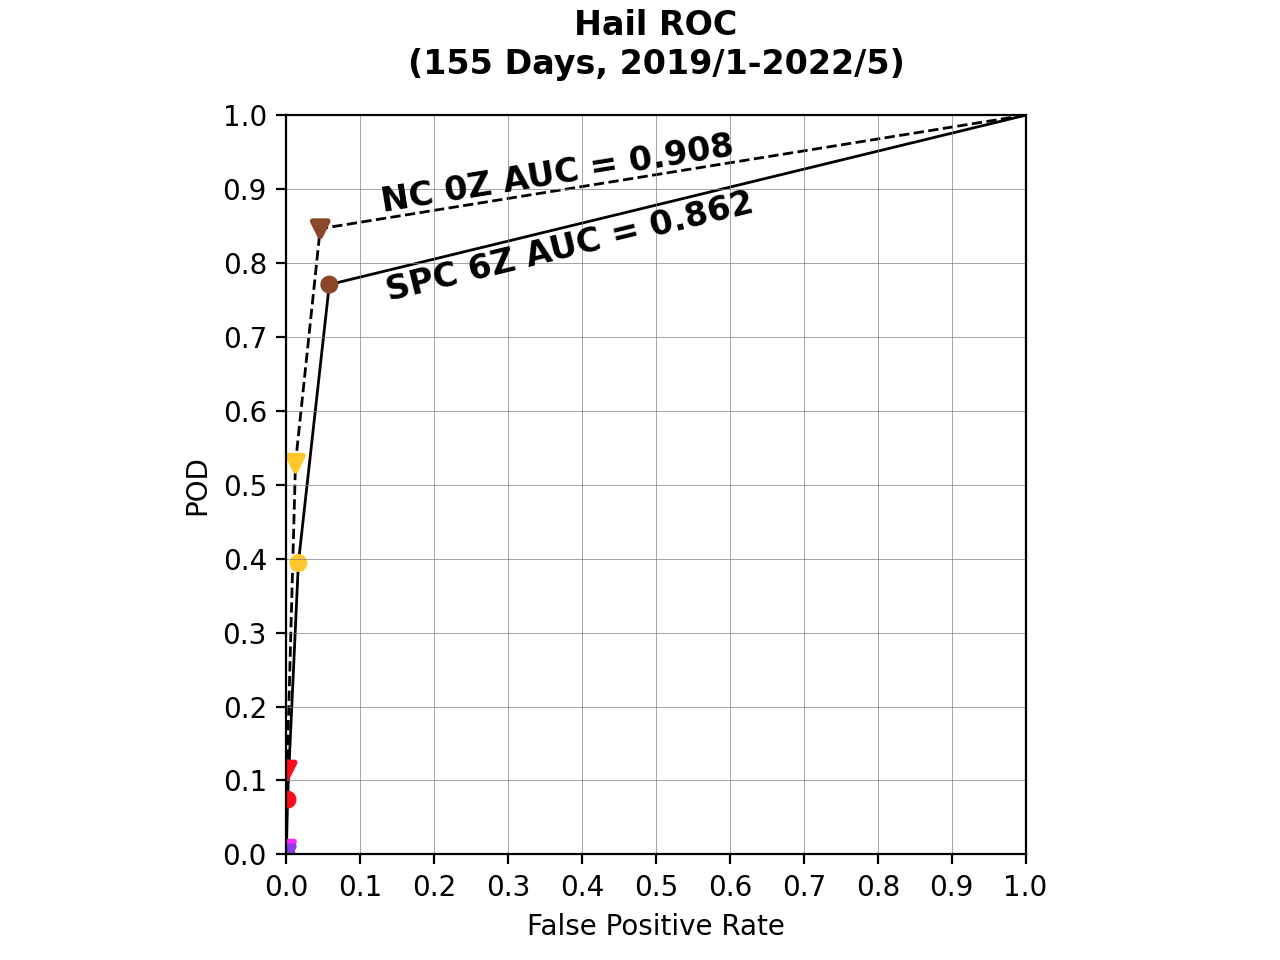 Hail ROC
(155 Days, 2019/1-2022/5)
1.0
0.9
0.8
0.7
0.6
0.5
0.4
0.3
0.2
0.1
0.0
POD
NC 0Z AUC = 0.908
SPC 6Z AUC = 0.862
0.0 0.1 0.2 0.3 0.4 0.5 0.6 0.7 0.8 0.9 1.0
False Positive Rate